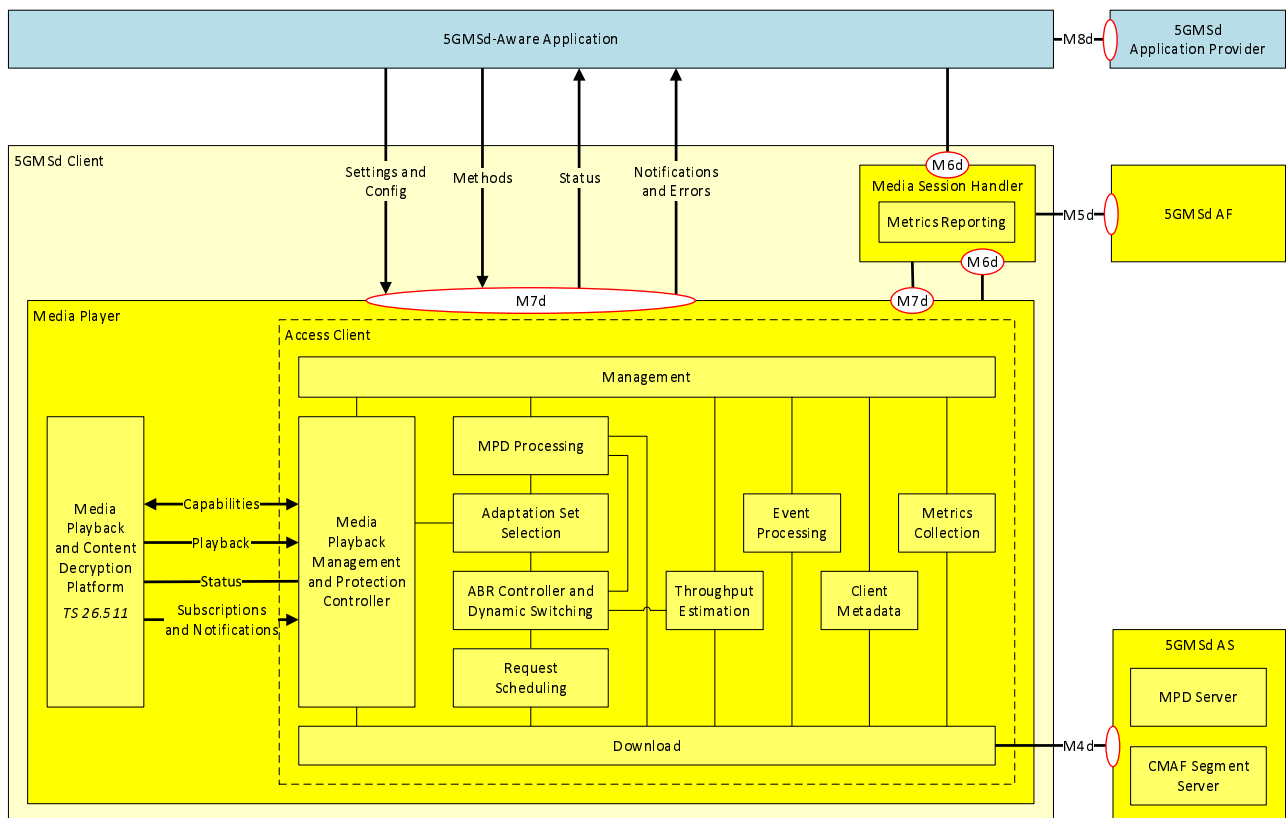 5GMSd-Aware Application
M8d
5GMSd
Application Provider
5GMSd Client
Settings and
Config
Methods
Status
Notifications
and Errors
M6d
Media Session Handler
Metrics Reporting
M5d
5GMSd AF
M6d
M7d
M7d
Media Player
Access Client
Management
Media
Playback
and Content
Decryption
Platform
TS 26.511
Capabilities
Playback
Status
Subscriptions
and Notifications
Media
Playback
Management
and Protection
Controller
MPD Processing
Adaptation Set
Selection
ABR Controller and
Dynamic Switching
Request
Scheduling
Throughput
Estimation
Event
Processing
Client
Metadata
Metrics
Collection
Download
M4d
5GMSd AS
MPD Server
CMAF Segment
Server